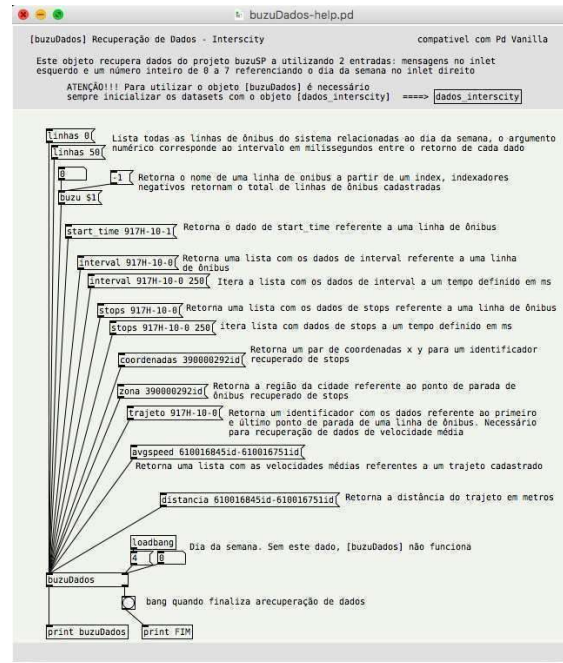 buzuDados-help.pd
[buzuDados] Recuperação de Dados - Interscity
compativel com Pd Vanilla
Este objeto recupera dados do projeto buzuSP a utilizando 2 entradas: mensagens no inlet
esquerdo e um número inteiro de 0 a 7 referenciando o dia da semana no inlet direito
ATENÇÃO!!! Para utilizar o objeto [buzuDados] é necessário
sempre inicializar os datasets com o objeto [dados_interscity] ====> dados_interscity
linhas 0
linhas 50
Lista todas as linhas de ônibus do sistema relacionadas ao dia da semana, o argumento
numérico corresponde ao intervalo em milissegundos entre o retorno de cada dado
0
-1
Retorna o nome de uma linha de onibus a partir de um index, indexadores
negativos retornam o total de linhas de ônibus cadastradas
buzu $1
start_time 917H-10-1
Retorna o dado de start_time referente a uma linha de ônibus
interval 917H-10-0
Retorna uma lista com os dados de interval referente a uma linha
de ônibus
interval 917H-10-0 250
Itera a lista com os dados de interval a um tempo definido em ms
stops 917H-10-0
Retorna uma lista com os dados de stops referente a uma linha de ônibus
stops 917H-10-0 250
itera lista com dados de stops a um tempo definido em ms
coordenadas 390000292id
Retorna um par de coordenadas x y para um identificador
recuperado de stops
zona 390000292id
Retorna a região da cidade referente ao ponto de parada de
ônibus recuperado de stops
trajeto 917H-10-0
Retorna um identificador com os dados referente ao primeiro
e último ponto de parada de uma linha de ônibus. Necessário
para recuperação de dados de velocidade média
avgspeed 610016845id-610016751id
Retorna uma lista com as velocidades médias referentes a um trajeto cadastrado
distancia 610016845id-610016751id
Retorna a distância do trajeto em metros
loadbang
4
0
Dia da semana. Sem este dado, [buzuDados] não funciona
buzuDados
bang quando finaliza arecuperação de dados
print buzuDados
print FIM